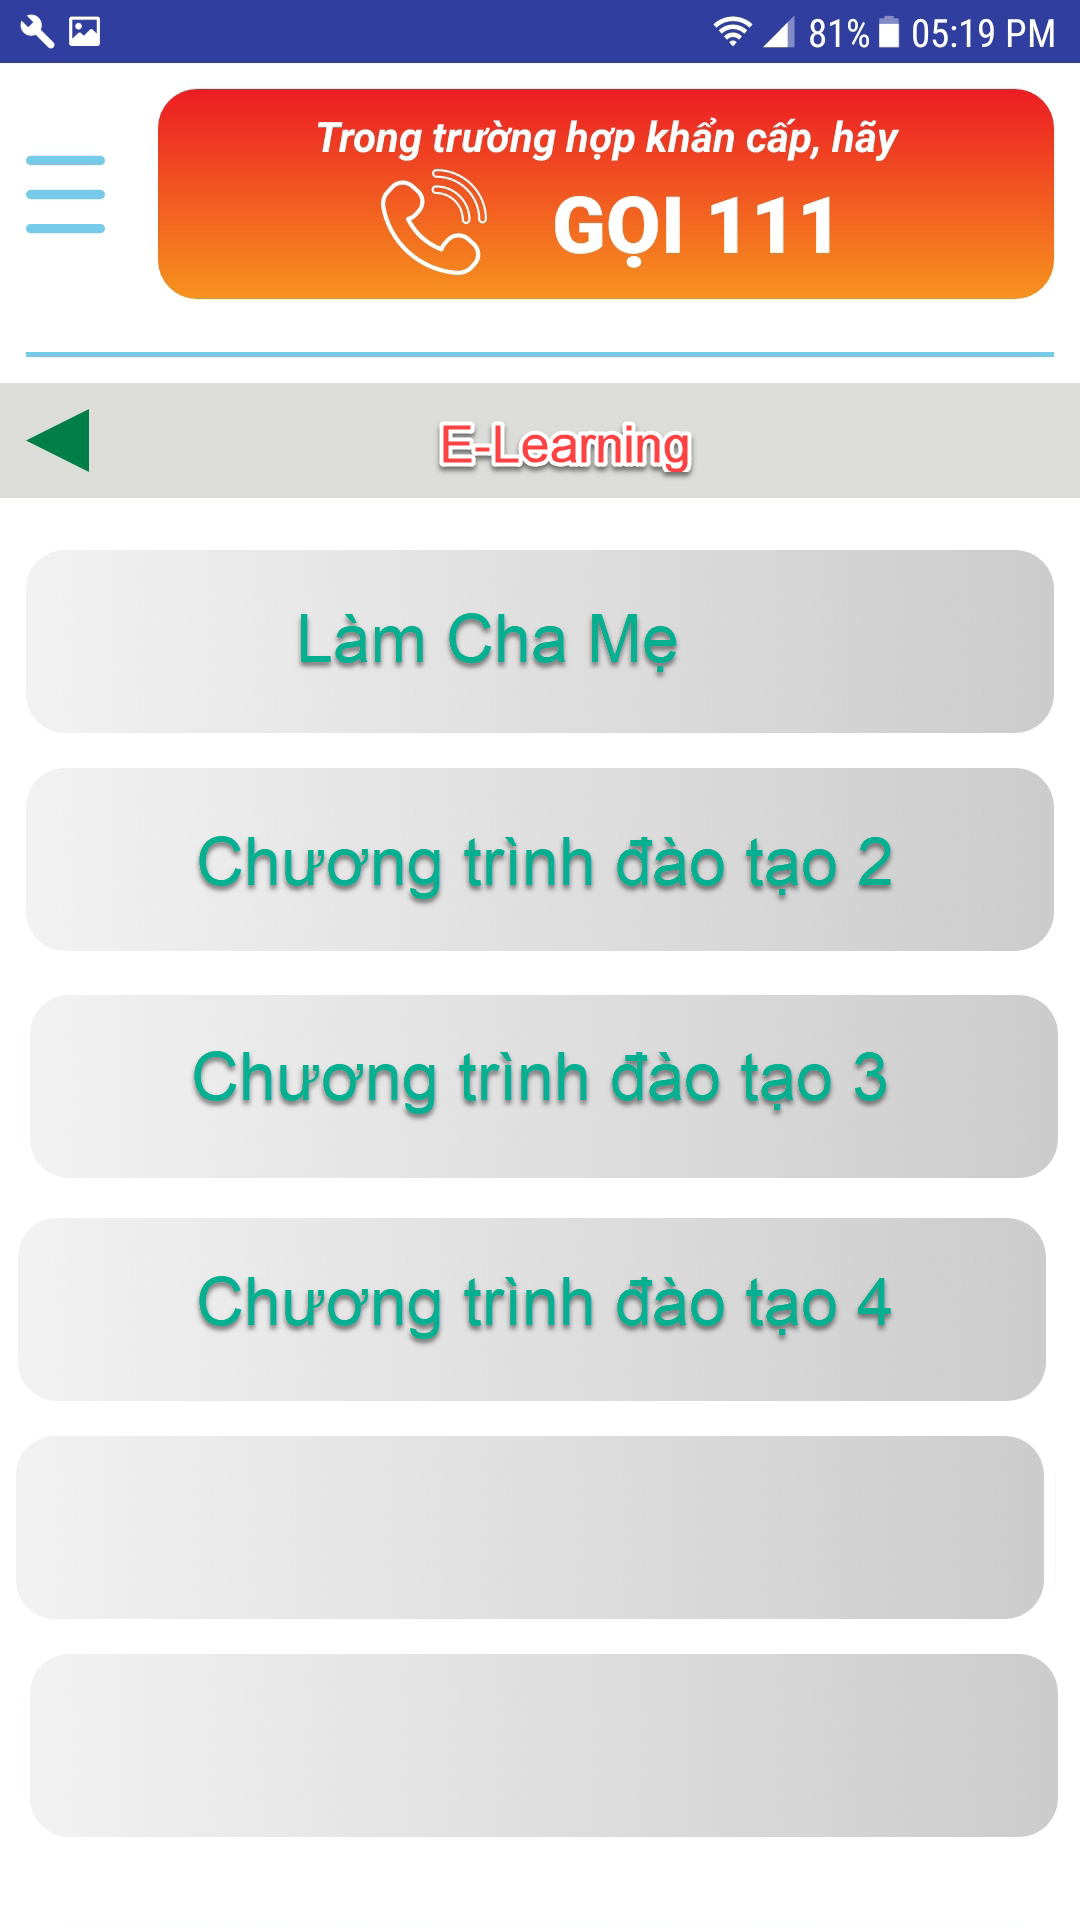 81% 05:19 PM
Trong trường hợp khẩn cấp, hãy
GỌI 111
E-Learning
Làm Cha Mẹ
Chương trình đào tạo 2
Chương trình đào tạo 3
Chương trình đào tạo 4